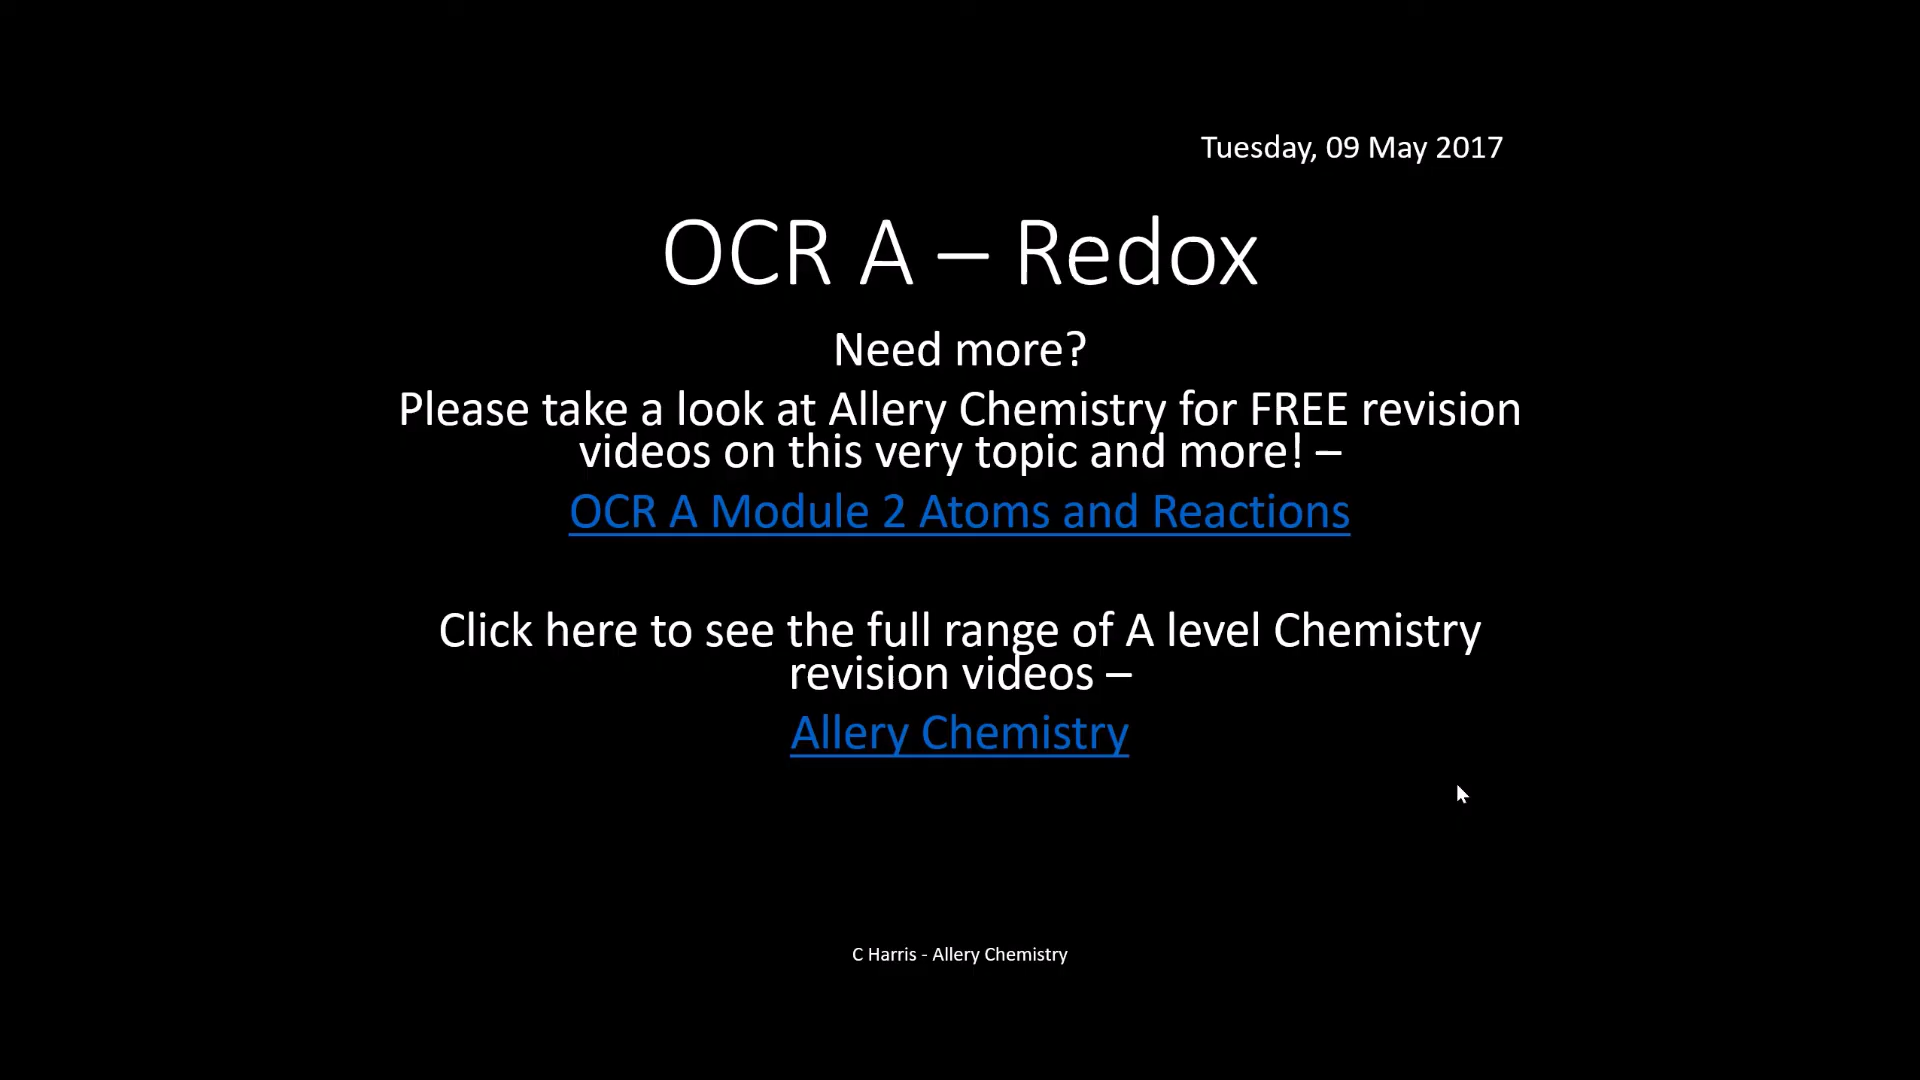 Tuesday, 09 May 2017
OCR A – Redox
Need more?
Please take a look at Allery Chemistry for FREE revision
videos on this very topic and more! –
OCR A Module 2 Atoms and Reactions
Click here to see the full range of A level Chemistry
revision videos –
Allery Chemistry
C Harris - Allery Chemistry